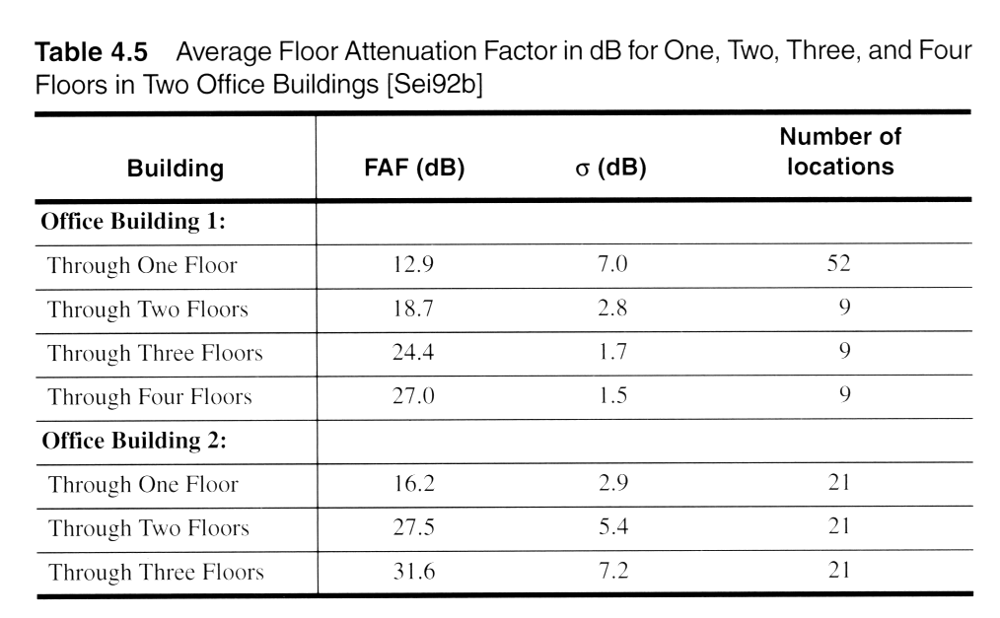 Table 4.5 Average Floor Attenuation Factor in dB for One, Two, Three, and Four
Floors in Two Office Buildings [Sei92b]
Building FAF (dB) σ (dB) Number of locations
Office Building 1:
Through One Floor 12.9 7.0 52
Through Two Floors 18.7 2.8 9
Through Three Floors 24.4 1.7 9
Through Four Floors 27.0 1.5 9
Office Building 2:
Through One Floor 16.2 2.9 21
Through Two Floors 27.5 5.4 21
Through Three Floors 31.6 7.2 21